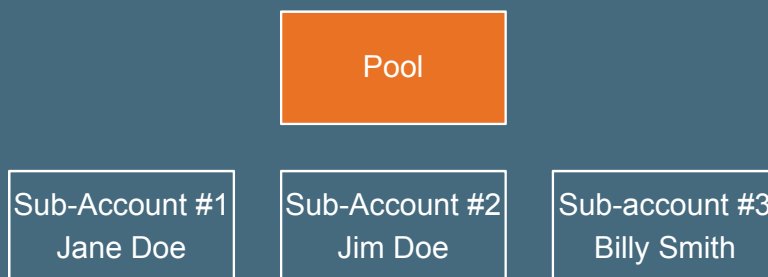 Pool
Sub-Account #1
Jane Doe
Sub-Account #2
Jim Doe
Sub-account #3
Billy Smith